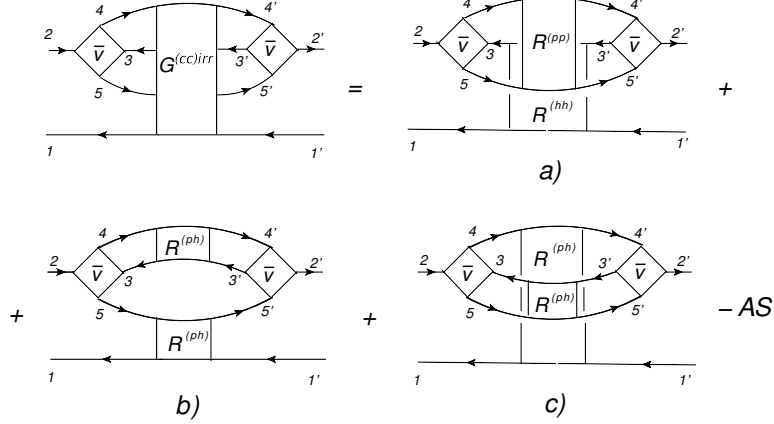 4 4' 4 4'
2 v̄ 3 G^(cc)irr 3' v̄ 2' 2 v̄ 3 R^(pp) 3' v̄ 2'
5 5' = 5 5' +
R^(hh)
1 1' 1 1'
a)
4 4' 4 4'
R^(ph) R^(ph)
2 v̄ 3 3' v̄ 2' 2 v̄ 3 3' v̄ 2'
+ 5 5' + 5 R^(ph) 5' – AS
R^(ph)
1 1' 1 1'
b) c)